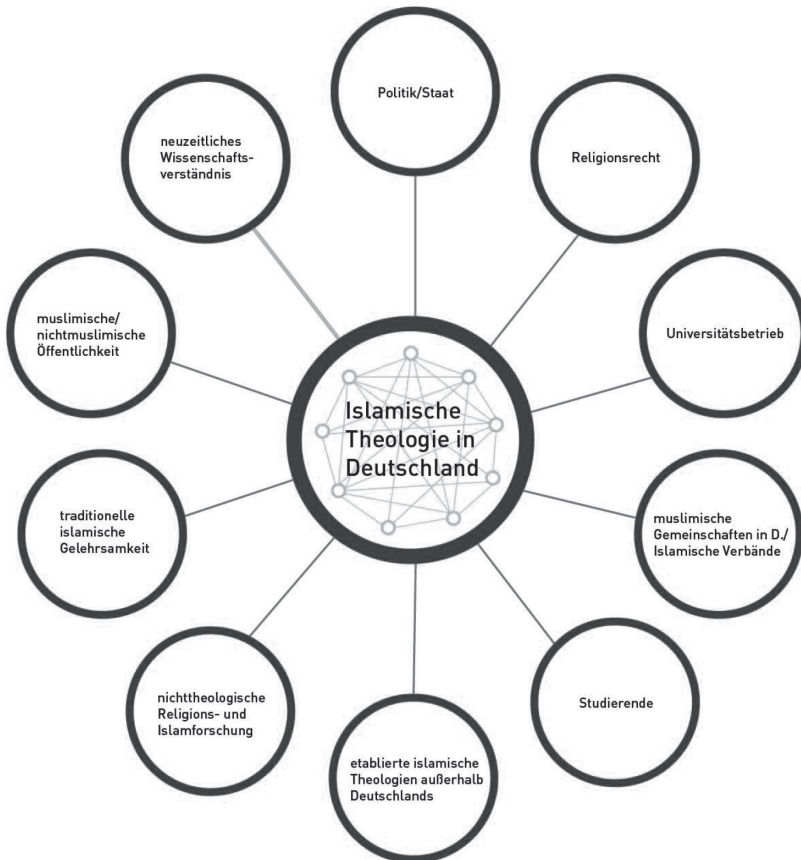 Politik/Staat
Religionsrecht
Universitätsbetrieb
muslimische
Gemeinschaften in D./
Islamische Verbände
Studierende
etablierte islamische
Theologien außerhalb
Deutschlands
nichttheologische
Religions- und
Islamforschung
traditionelle
islamische
Gelehrsamkeit
muslimische/
nichtmuslimische
Öffentlichkeit
neuzeitliches
Wissenschafts-
verständnis
Islamische
Theologie in
Deutschland